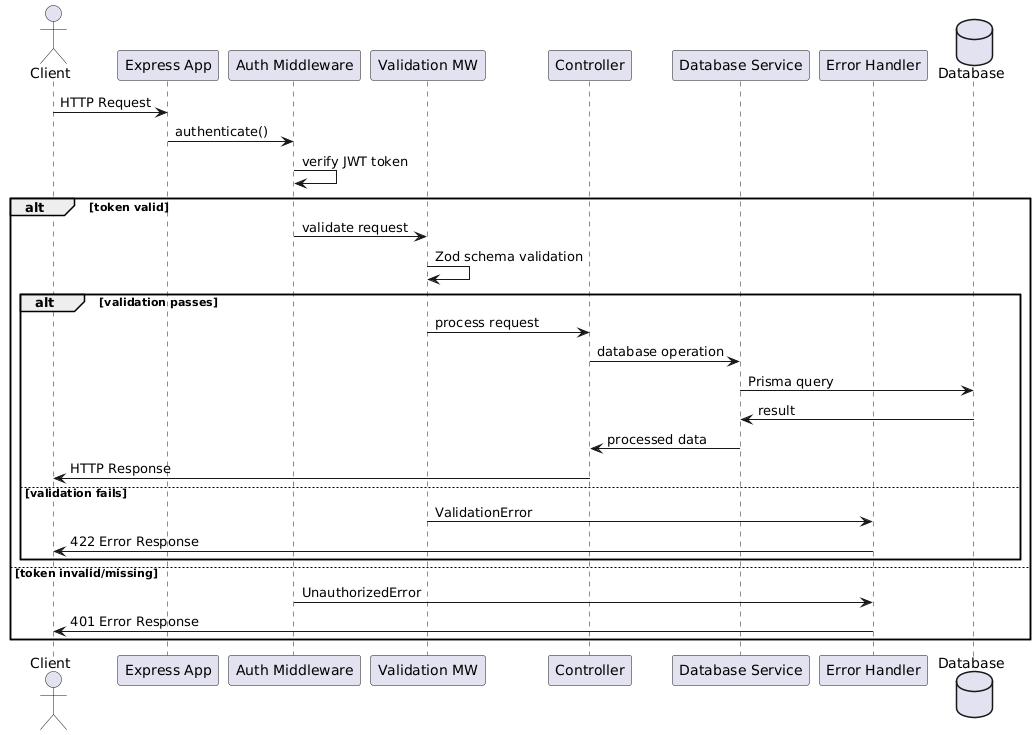 Client
Express App
Auth Middleware
Validation MW
Controller
Database Service
Error Handler
Database
HTTP Request
authenticate()
verify JWT token
alt
[token valid]
validate request
Zod schema validation
alt
[validation passes]
process request
database operation
Prisma query
result
processed data
HTTP Response
[validation fails]
ValidationError
422 Error Response
[token invalid/missing]
UnauthorizedError
401 Error Response
Client
Express App
Auth Middleware
Validation MW
Controller
Database Service
Error Handler
Database